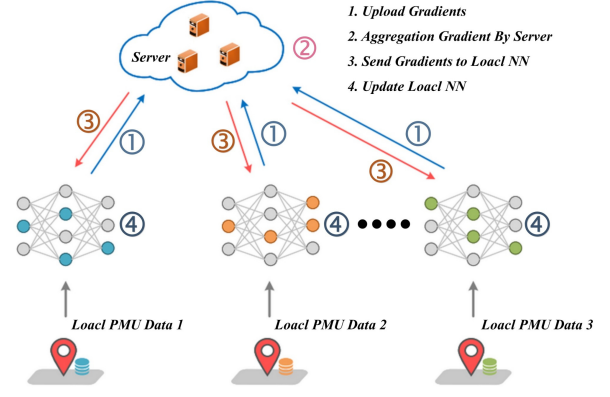 1. Upload Gradients
2. Aggregation Gradient By Server
3. Send Gradients to Loacl NN
4. Update Loacl NN
Server
②
③
①
③
①
①
③
④
④
④
Loacl PMU Data 1
Loacl PMU Data 2
Loacl PMU Data 3